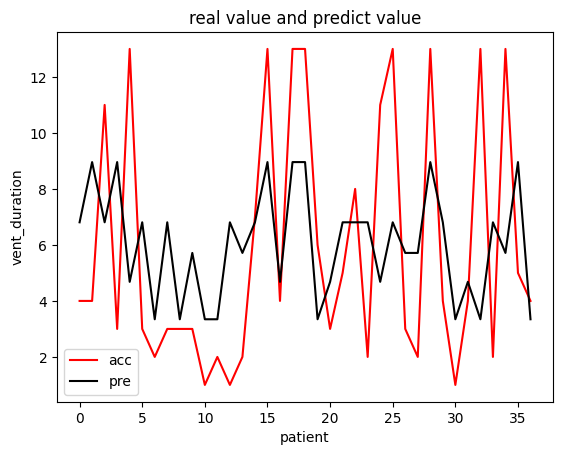 real value and predict value
vent_duration
12
10
8
6
4
2
acc
pre
0 5 10 15 20 25 30 35
patient